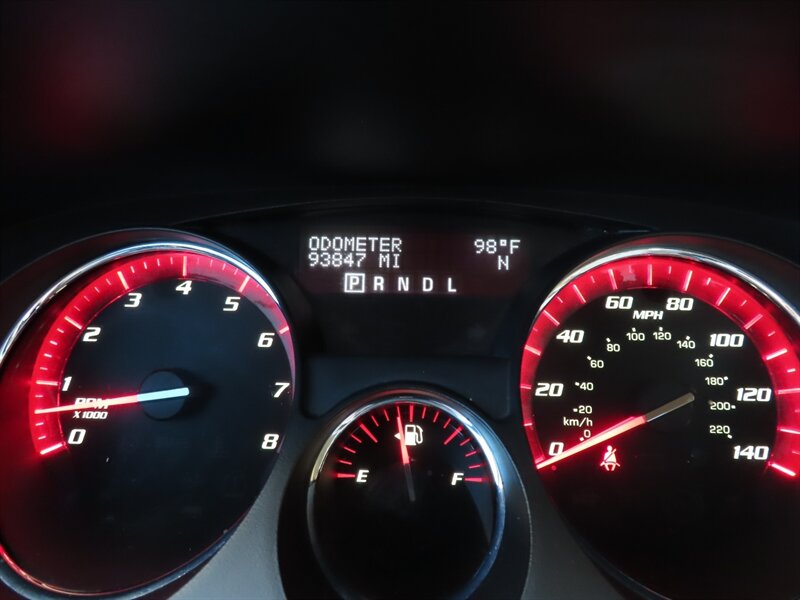 ODOMETER 98°F
93847 MI N
P R N D L
0 1 2 3 4 5 6 7 8
RPM
X1000
E F
0 20 40 60 80 100 120 140
MPH
0 20 40 60 80 100 120 140 160 180 200 220
km/h